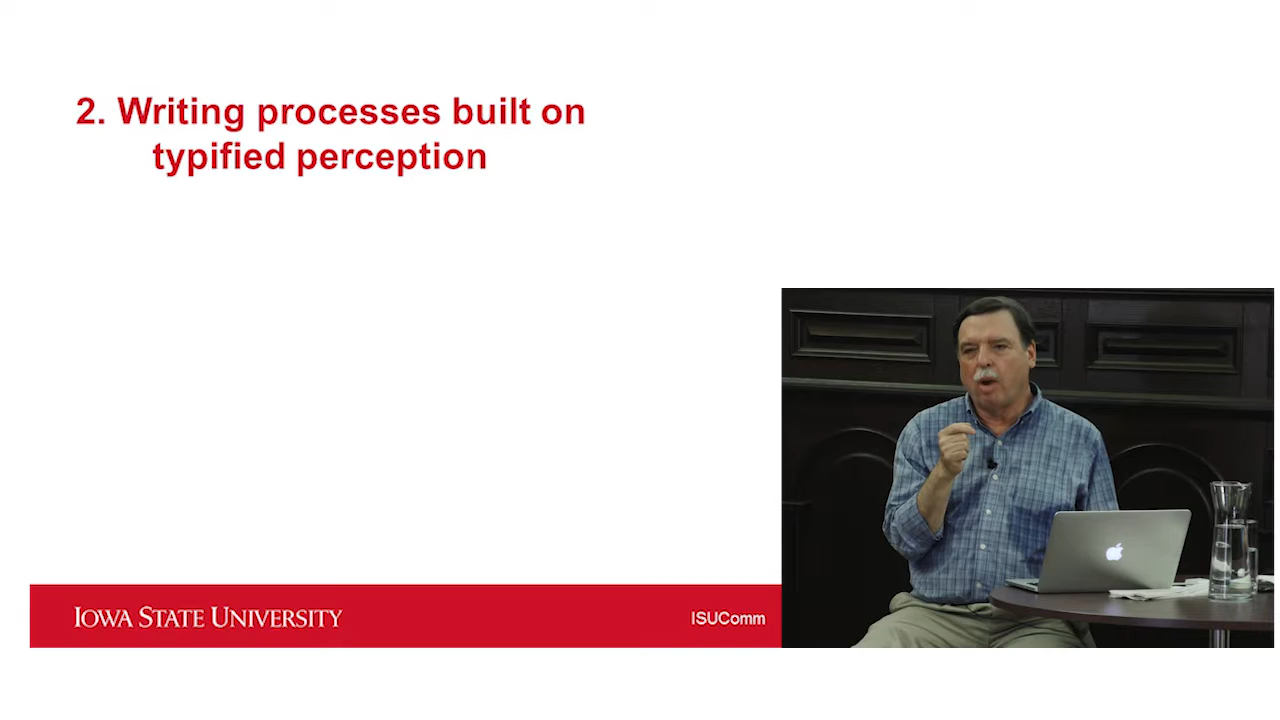 2. Writing processes built on
typified perception
IOWA STATE UNIVERSITY
ISUComm